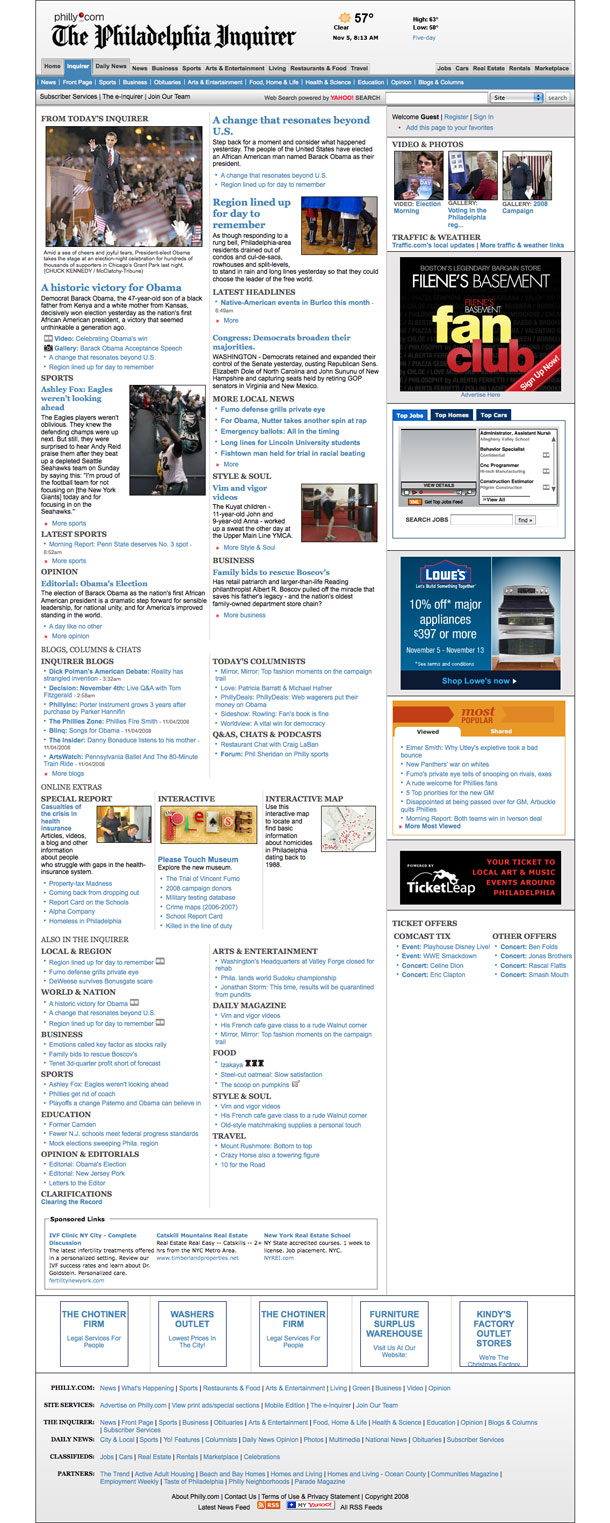 philly.com
The Philadelphia Inquirer
57°
Clear
Nov 5, 8:13 AM
High: 63°
Low: 50°
Five-day
Home Inquirer Daily News News Business Sports Arts & Entertainment Living Restaurants & Food Travel Jobs Cars Real Estate Rentals Marketplace
News | Front Page | Sports | Business | Obituaries | Arts & Entertainment | Food, Home & Life | Health & Science | Education | Opinion | Blogs & Columns
Subscriber Services | The e-Inquirer | Join Our Team
Web Search powered by YAHOO! SEARCH
Site
search
FROM TODAY'S INQUIRER
Amid a sea of cheers and joyful tears, President-elect Obama
takes the stage at an election-night celebration for hundreds of
thousands of supporters in Chicago's Grant Park last night.
(CHUCK KENNEDY / McClatchy-Tribune)
A historic victory for Obama
Democrat Barack Obama, the 47-year-old son of a black
father from Kenya and a white mother from Kansas,
decisively won election yesterday as the nation's first
African American president, a victory that seemed
unthinkable a generation ago.
Video: Celebrating Obama's win
Gallery: Barack Obama Acceptance Speech
A change that resonates beyond U.S.
Region lined up for day to remember
SPORTS
Ashley Fox: Eagles
weren't looking
ahead
The Eagles players weren't
oblivious. They knew the
defending champs were up
next. But still, they were
surprised to hear Andy Reid
praise them after they beat
up a depleted Seattle
Seahawks team on Sunday
by saying this: "I'm proud of
the football team for not
focusing on [the New York
Giants] today and for
focusing in on the
Seahawks."
More sports
LATEST SPORTS
Morning Report: Penn State deserves No. 3 spot -
6:52am
OPINION
Editorial: Obama's Election
The election of Barack Obama as the nation's first African
American president is a dramatic step forward for sensible
leadership, for national unity, and for America's improved
standing in the world.
A day like no other
More opinion
A change that resonates beyond
U.S.
Step back for a moment and consider what happened
yesterday. The people of the United States have elected
an African American man named Barack Obama as their
president.
A change that resonates beyond U.S.
Region lined up for day to remember
Region lined up
for day to
remember
As though responding to a
rung bell, Philadelphia-area
residents drained out of
condos and cul-de-sacs,
rowhouses and split-levels,
to stand in rain and long lines yesterday so that they could
choose the leader of the free world.
LATEST HEADLINES
Native-American events in Burlco this month -
6:49am
More
Congress: Democrats broaden their
majorities.
WASHINGTON - Democrats retained and expanded their
control of the Senate yesterday, ousting Republican Sens.
Elizabeth Dole of North Carolina and John Sununu of New
Hampshire and capturing seats held by retiring GOP
senators in Virginia and New Mexico.
MORE LOCAL NEWS
Fumo defense grills private eye
For Obama, Nutter takes another spin at rap
Emergency ballots: All in the timing
Long lines for Lincoln University students
Fishtown man held for trial in racial beating
More
STYLE & SOUL
Vim and vigor
videos
The Kuyat children -
11-year-old John and
9-year-old Anna - worked
up a sweat the other day at
the Upper Main Line YMCA.
More Style & Soul
BUSINESS
Family bids to rescue Boscov's
Has retail patriarch and larger-than-life Reading
philanthropist Albert R. Boscov pulled off the miracle that
saves his father's legacy - and the nation's oldest
family-owned department store chain?
More business
BLOGS, COLUMNS & CHATS
INQUIRER BLOGS
Dick Polman's American Debate: Reality has
strangled invention - 3:32am
Decision: November 4th: Live Q&A with Tom
Fitzgerald - 2:58am
PhillyInc: Porter Instrument grows 3 years after
purchase by Parker Hannifin
The Phillies Zone: Phillies Fire Smith - 11/04/2008
Blinq: Songs for Obama - 11/04/2008
The Insider: Danny Bonaduce listens to his mother -
11/04/2008
ArtsWatch: Pennsylvania Ballet And The 80-Minute
Train Ride - 11/04/2008
More blogs
TODAY'S COLUMNISTS
Mirror, Mirror: Top fashion moments on the campaign
trail
Love: Patricia Barratt & Michael Hafner
PhillyDeals: PhillyDeals: Web wagerers put their
money on Obama
Sideshow: Rowling: Fan's book is fine
Worldview: A vital win for democracy
Q&AS, CHATS & PODCASTS
Restaurant Chat with Craig LaBan
Forum: Phil Sheridan on Philly sports
ONLINE EXTRAS
SPECIAL REPORT
Casualties of
the crisis in
health
insurance
Articles, videos,
a blog and other
information
about people
who struggle with gaps in the health-
insurance system.
Property-tax Madness
Coming back from dropping out
Report Card on the Schools
Alpha Company
Homeless in Philadelphia
INTERACTIVE
Please Touch Museum
Explore the new museum.
The Trial of Vincent Fumo
2008 campaign donors
Military testing database
Crime maps (2006-2007)
School Report Card
Killed in the line of duty
INTERACTIVE MAP
Use this
interactive map
to locate and
find basic
information
about homicides
in Philadelphia
dating back to
1988.
ALSO IN THE INQUIRER
LOCAL & REGION
Region lined up for day to remember
Fumo defense grills private eye
DeWeese survives Bonusgate scare
WORLD & NATION
A historic victory for Obama
A change that resonates beyond U.S.
Region lined up for day to remember
BUSINESS
Emotions called key factor as stocks rally
Family bids to rescue Boscov's
Tenet 3d-quarter profit short of forecast
SPORTS
Ashley Fox: Eagles weren't looking ahead
Phillies get rid of coach
Playoffs a change Paterno and Obama can believe in
EDUCATION
Former Camden
Fewer N.J. schools meet federal progress standards
Mock elections sweeping Phila. region
OPINION & EDITORIALS
Editorial: Obama's Election
Editorial: New Jersey Pork
Letters to the Editor
CLARIFICATIONS
Clearing the Record
ARTS & ENTERTAINMENT
Washington's Headquarters at Valley Forge closed for
rehab
Phila. lands world Sudoku championship
Jonathan Storm: This time, results will be quarantined
from pundits
DAILY MAGAZINE
Vim and vigor videos
His French cafe gave class to a rude Walnut corner
Mirror, Mirror: Top fashion moments on the campaign
trail
FOOD
Izakaya
Steel-cut oatmeal: Slow satisfaction
The scoop on pumpkins
STYLE & SOUL
Vim and vigor videos
His French cafe gave class to a rude Walnut corner
Old-style matchmaking supplies a personal touch
TRAVEL
Mount Rushmore: Bottom to top
Crazy Horse also a towering figure
10 for the Road
Sponsored Links
IVF Clinic NY City - Complete
Discussion
The latest infertility treatments offered
in a personalized setting. Review our
IVF success rates and learn about Dr.
Goldstein. Personalized care.
fertilitynewyork.com
Catskill Mountains Real Estate
Real Estate Real Easy -- Catskills -- 2+
hrs from the NYC Metro Area.
www.timberlandproperties.net
New York Real Estate School
NY State accredited courses. 1 week to
license. Job placement. NYC.
NYREI.com
Welcome Guest | Register | Sign In
Add this page to your favorites
VIDEO & PHOTOS
VIDEO: Election
Morning
GALLERY:
Voting in the
Philadelphia
reg...
GALLERY: 2008
Campaign
TRAFFIC & WEATHER
Traffic.com's local updates | More traffic & weather links
BOSTON'S LEGENDARY BARGAIN STORE
FILENE'S BASEMENT
FILENE'S
BASEMENT
fan
club
Sign Up Now!
Advertise Here
Top Jobs Top Homes Top Cars
Administrator, Assistant Nursi
Allegheny Valley School
Behavior Specialist
Confidential
Cnc Programmer
Hi-tech Manufacturing
Construction Estimator
Pilgrim Construction
View All
VIEW DETAILS
XML Get Top Jobs Feed
SEARCH JOBS
find >
LOWE'S
Let's Build Something Together
10% off* major
appliances
$397 or more
November 5 - November 13
*See terms and conditions
Shop Lowe's now
most
POPULAR
Viewed Shared
Elmer Smith: Why Utley's expletive took a bad
bounce
New Panthers' war on whites
Fumo's private eye tells of snooping on rivals, exes
A rude welcome for Phillies fans
5 Top priorities for the new GM
Disappointed at being passed over for GM, Arbuckle
quits Phillies
Morning Report: Both teams win in Iverson deal
More Most Viewed
POWERED BY
TICKETLEAP
YOUR TICKET TO
LOCAL ART & MUSIC
EVENTS AROUND
PHILADELPHIA
TICKET OFFERS
COMCAST TIX
Event: Playhouse Disney Live!
Event: WWE Smackdown
Concert: Celine Dion
Concert: Eric Clapton
OTHER OFFERS
Concert: Ben Folds
Concert: Jonas Brothers
Concert: Rascal Flatts
Concert: Smash Mouth
THE CHOTINER
FIRM
Legal Services For
People
WASHERS
OUTLET
Lowest Prices In
The City!
THE CHOTINER
FIRM
Legal Services For
People
FURNITURE
SURPLUS
WAREHOUSE
Visit Us At Our
Website:
KINDY'S
FACTORY
OUTLET
STORES
We're The
Christmas Factory
PHILLY.COM: News | What's Happening | Sports | Restaurants & Food | Arts & Entertainment | Living | Green | Business | Video | Opinion
SITE SERVICES: Advertise on Philly.com | View print ads/special sections | Mobile Edition | The e-Inquirer | Join Our Team
THE INQUIRER: News | Front Page | Sports | Business | Obituaries | Arts & Entertainment | Food, Home & Life | Health & Science | Education | Opinion | Blogs & Columns
| Subscriber Services
DAILY NEWS: City & Local | Sports | Yo! Features | Columnists | Daily News Opinion | Photos | Multimedia | National News | Obituaries | Subscriber Services
CLASSIFIEDS: Jobs | Cars | Real Estate | Rentals | Marketplace | Celebrations
PARTNERS: The Trend | Active Adult Housing | Beach and Bay Homes | Homes and Living | Homes and Living - Ocean County | Communities Magazine |
Employment Weekly | Taste of Philadelphia | Philly Neighborhoods | Parade Magazine
About Philly.com | Contact Us | Terms of Use & Privacy Statement | Copyright 2008
Latest News Feed RSS MY YAHOO! All RSS Feeds